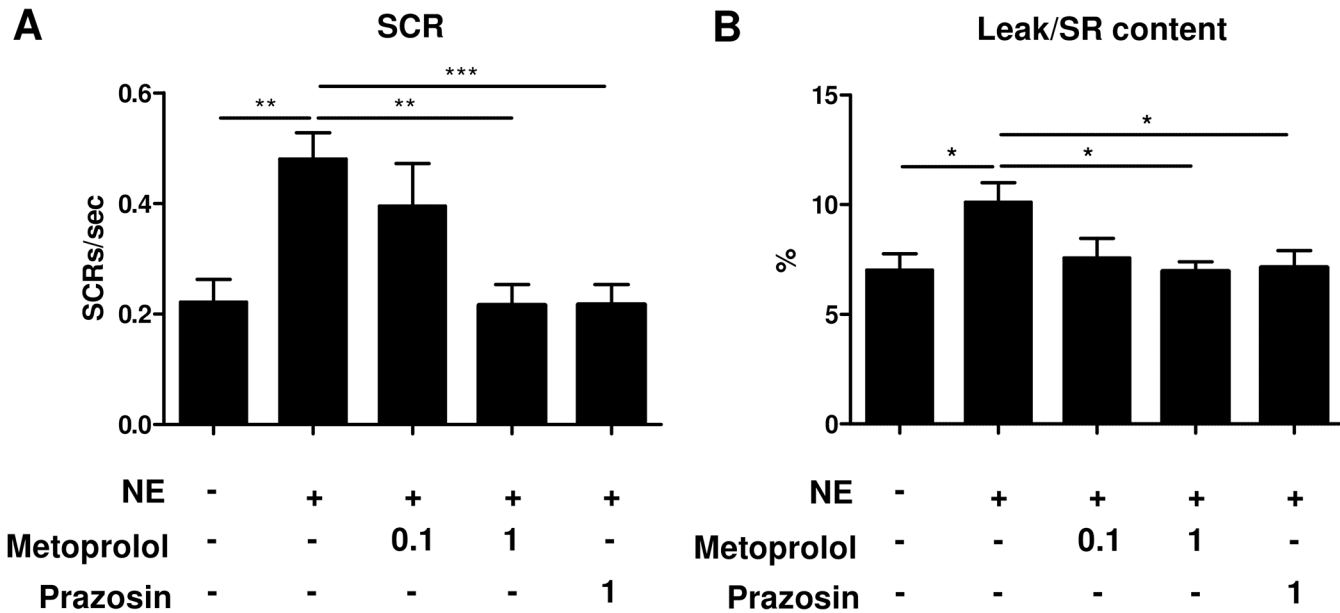 A
SCR
***
**
**
0.6
0.4
0.2
0.0
SCRs/sec
NE - + + + +
Metoprolol - - 0.1 1 -
Prazosin - - - - 1
B
Leak/SR content
*
*
*
15
10
5
0
%
NE - + + + +
Metoprolol - - 0.1 1 -
Prazosin - - - - 1